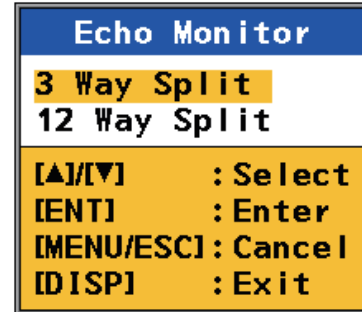 Echo Monitor
3 Way Split
12 Way Split
[▲]/[▼] : Select
[ENT] : Enter
[MENU/ESC] : Cancel
[DISP] : Exit